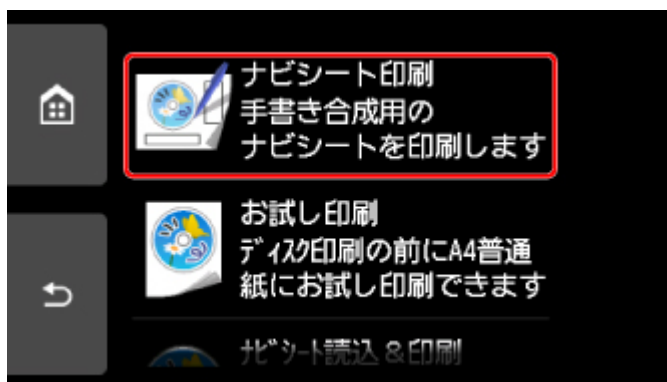 ナビシート印刷
手書き合成用の
ナビシートを印刷します
お試し印刷
ﾃﾞｨｽｸ印刷の前にA4普通
紙にお試し印刷できます
ﾅﾋﾞｼｰﾄ読込＆印刷